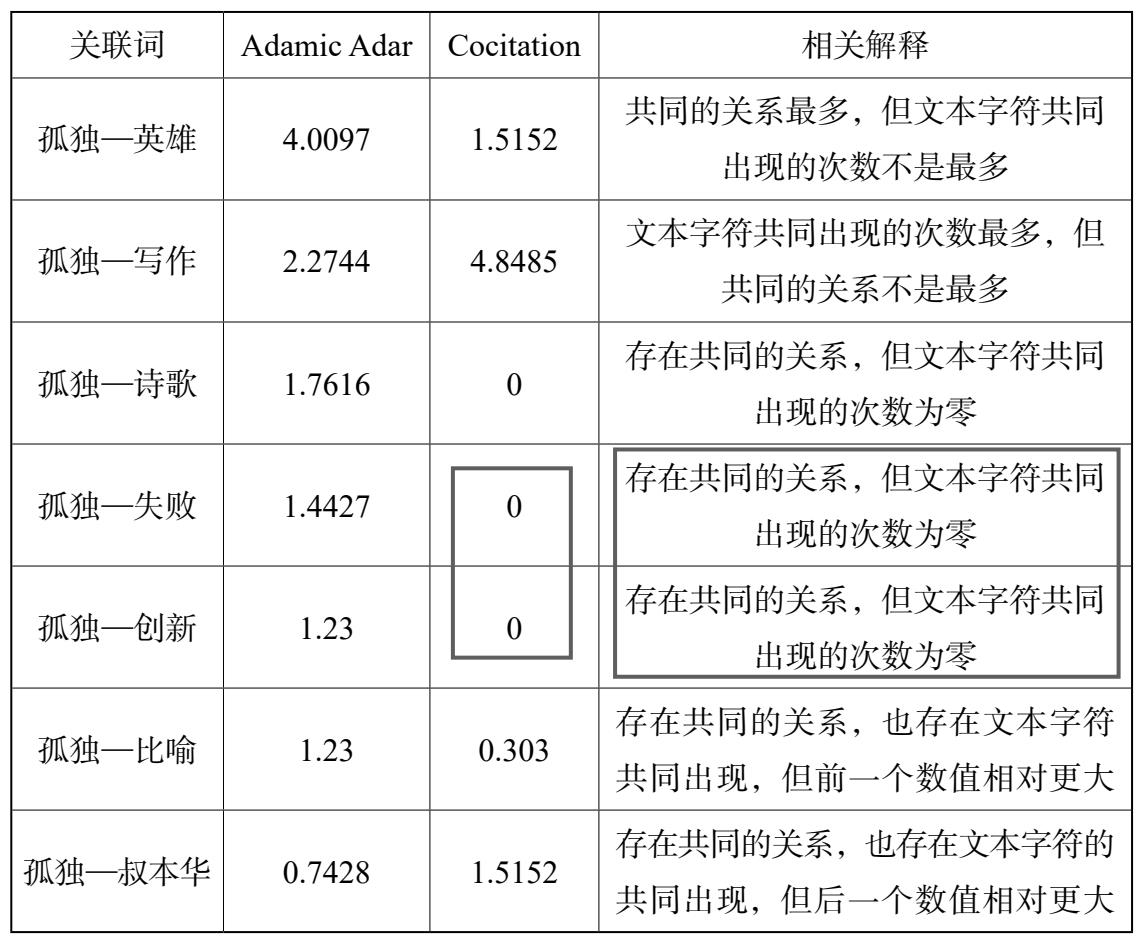 关联词 Adamic Adar Cocitation 相关解释
孤独—英雄 4.0097 1.5152 共同的关系最多，但文本字符共同
出现的次数不是最多
孤独—写作 2.2744 4.8485 文本字符共同出现的次数最多，但
共同的关系不是最多
孤独—诗歌 1.7616 0 存在共同的关系，但文本字符共同
出现的次数为零
孤独—失败 1.4427 0 存在共同的关系，但文本字符共同
出现的次数为零
孤独—创新 1.23 0 存在共同的关系，但文本字符共同
出现的次数为零
孤独—比喻 1.23 0.303 存在共同的关系，也存在文本字符
共同出现，但前一个数值相对更大
孤独—叔本华 0.7428 1.5152 存在共同的关系，也存在文本字符的
共同出现，但后一个数值相对更大